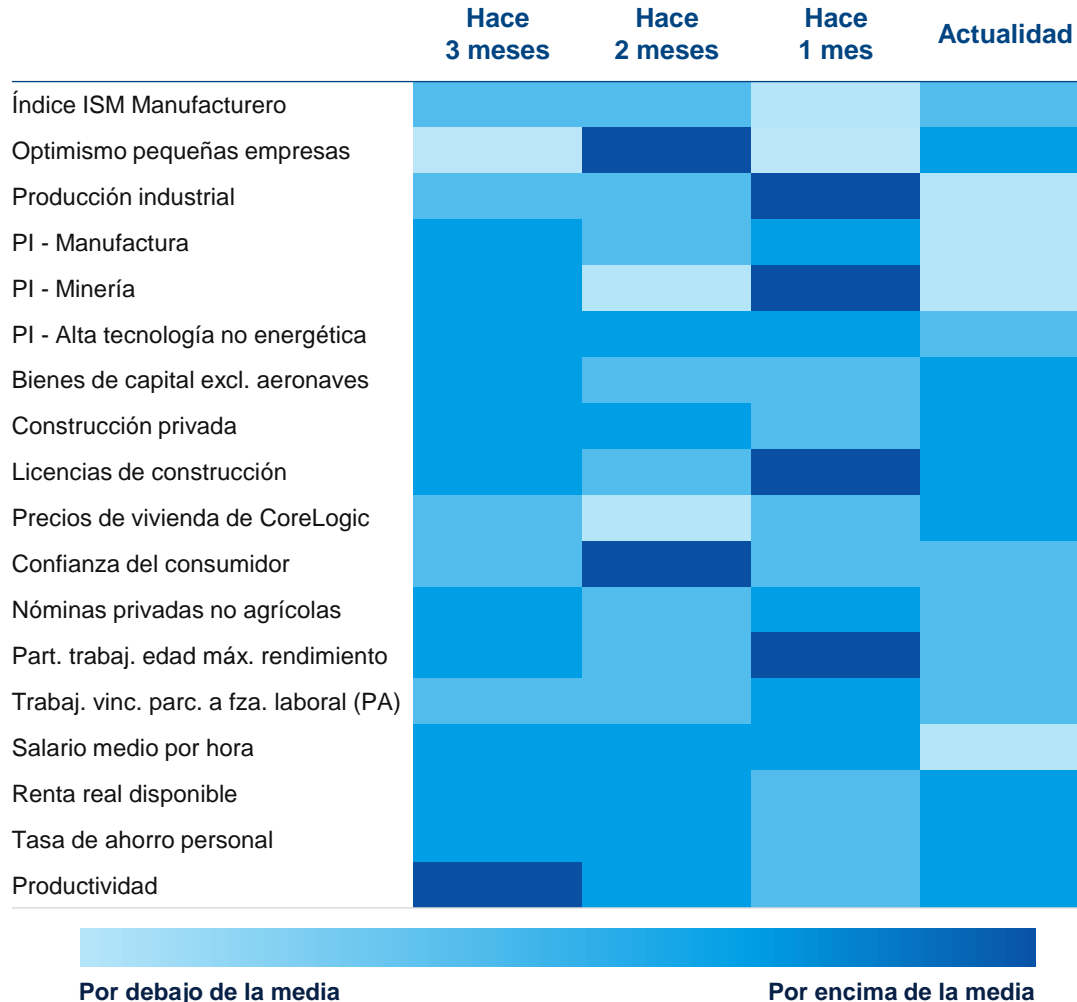 Hace
3 meses
Hace
2 meses
Hace
1 mes
Actualidad
Índice ISM Manufacturero
Optimismo pequeñas empresas
Producción industrial
PI - Manufactura
PI - Minería
PI - Alta tecnología no energética
Bienes de capital excl. aeronaves
Construcción privada
Licencias de construcción
Precios de vivienda de CoreLogic
Confianza del consumidor
Nóminas privadas no agrícolas
Part. trabaj. edad máx. rendimiento
Trabaj. vinc. parc. a fza. laboral (PA)
Salario medio por hora
Renta real disponible
Tasa de ahorro personal
Productividad
Por debajo de la media Por encima de la media